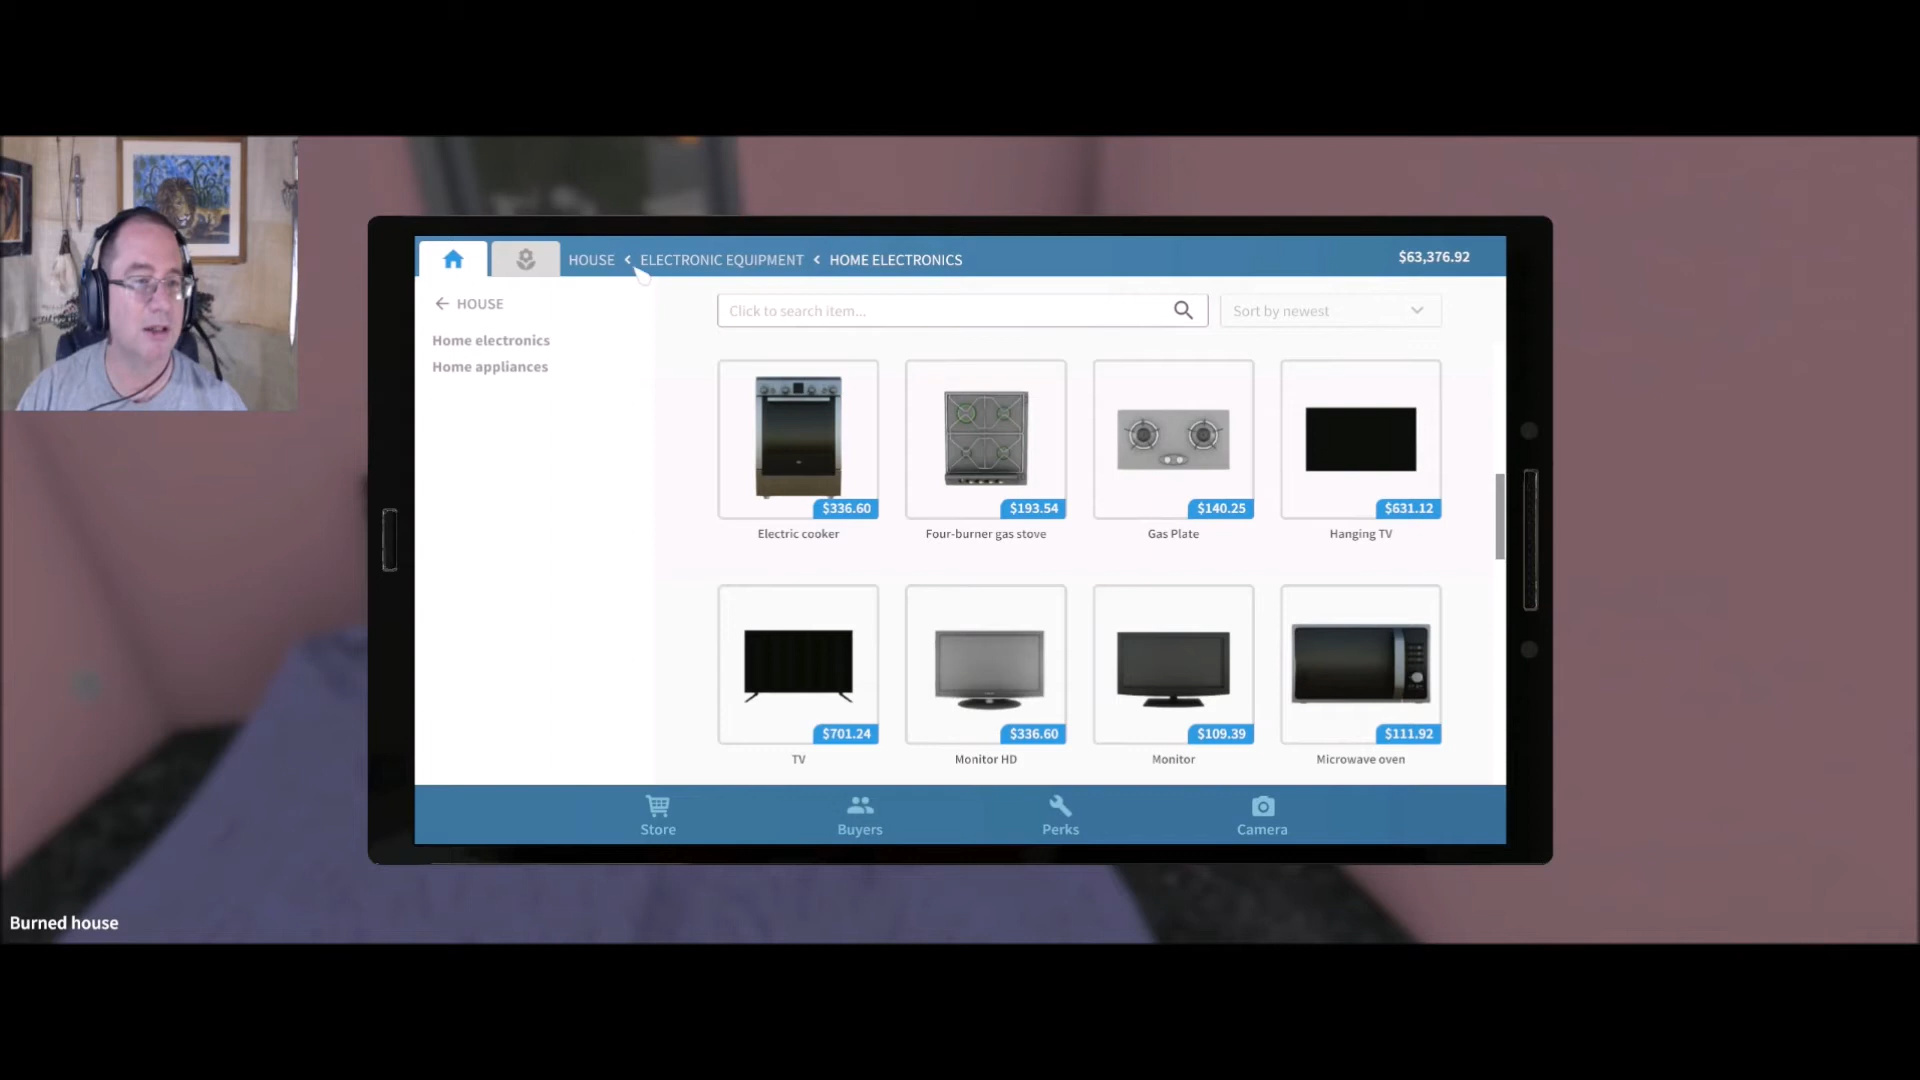 HOUSE < ELECTRONIC EQUIPMENT < HOME ELECTRONICS
$63,376.92
HOUSE
Home electronics
Home appliances
Click to search item...
Sort by newest
$336.60
$193.54
$140.25
$631.12
Electric cooker
Four-burner gas stove
Gas Plate
Hanging TV
$701.24
$336.60
$109.39
$111.92
TV
Monitor HD
Monitor
Microwave oven
Store
Buyers
Perks
Camera
Burned house